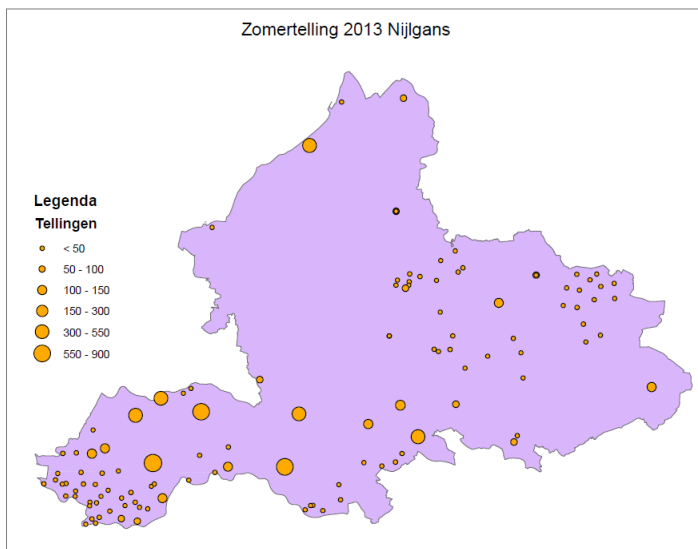 Zomertelling 2013 Nijlgans
Legenda
Tellingen
< 50
50 - 100
100 - 150
150 - 300
300 - 550
550 - 900